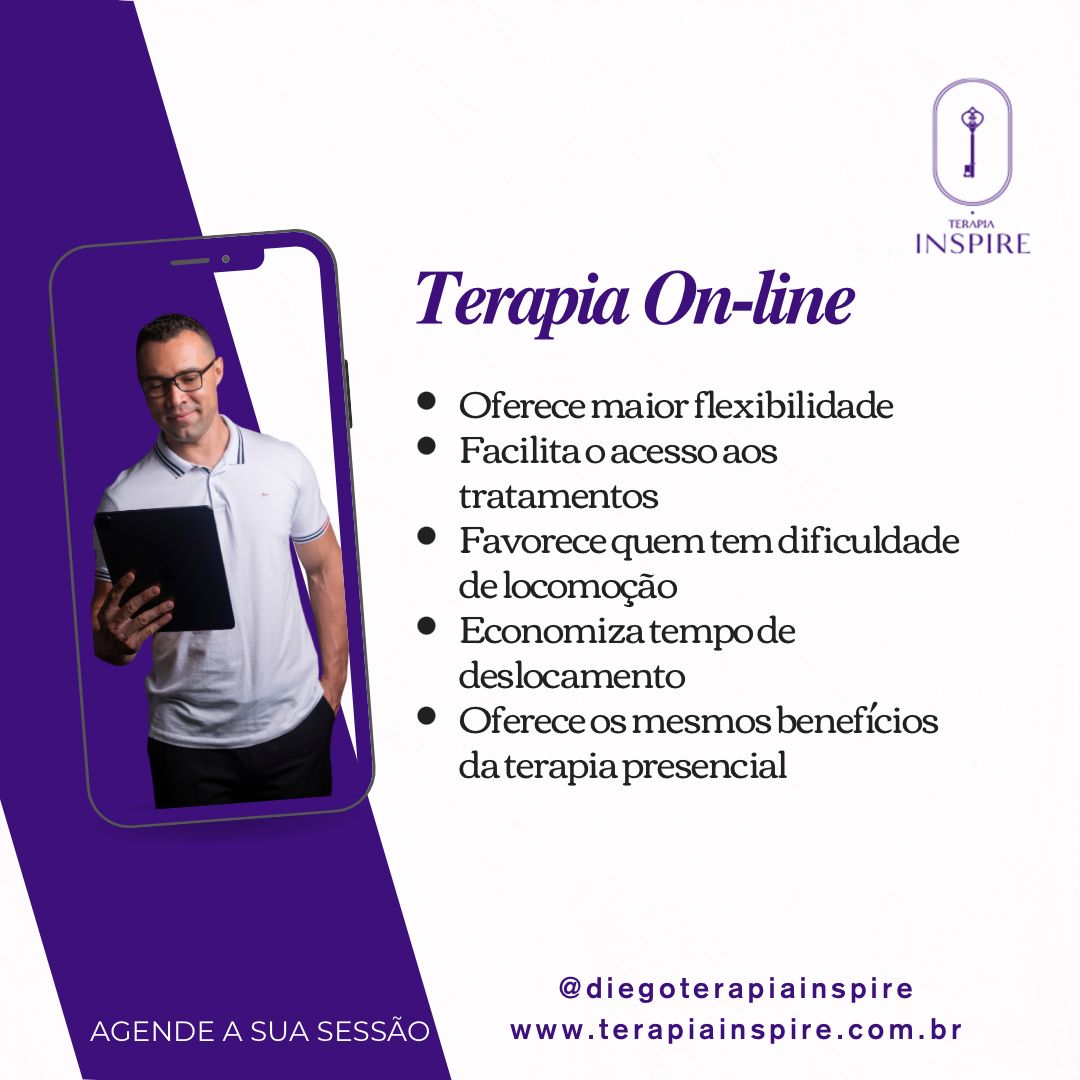 TERAPIA
INSPIRE
Terapia On-line
• Oferece maior flexibilidade
• Facilita o acesso aos
tratamentos
• Favorece quem tem dificuldade
de locomoção
• Economiza tempo de
deslocamento
• Oferece os mesmos benefícios
da terapia presencial
@diegoterapiainspire
www.terapiainspire.com.br
AGENDE A SUA SESSÃO